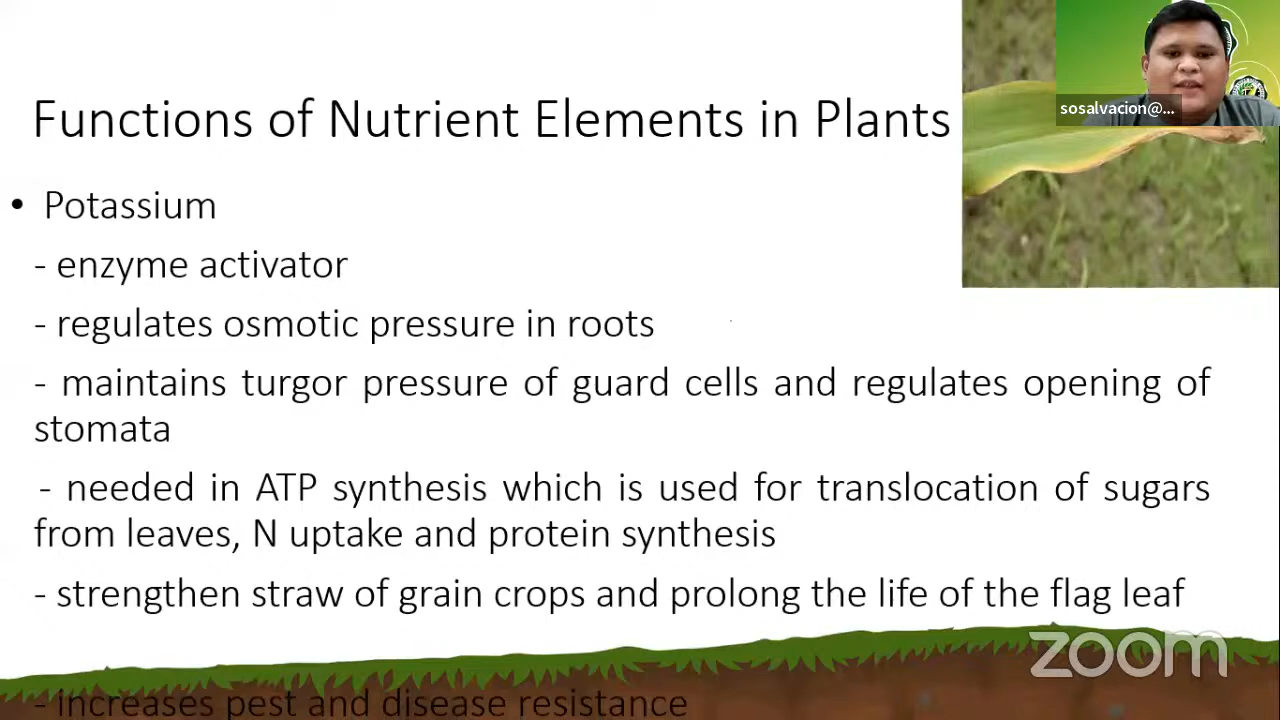 Functions of Nutrient Elements in Plants
sosalvacion@...
• Potassium
- enzyme activator
- regulates osmotic pressure in roots
- maintains turgor pressure of guard cells and regulates opening of
stomata
- needed in ATP synthesis which is used for translocation of sugars
from leaves, N uptake and protein synthesis
- strengthen straw of grain crops and prolong the life of the flag leaf
zoom
- increases pest and disease resistance